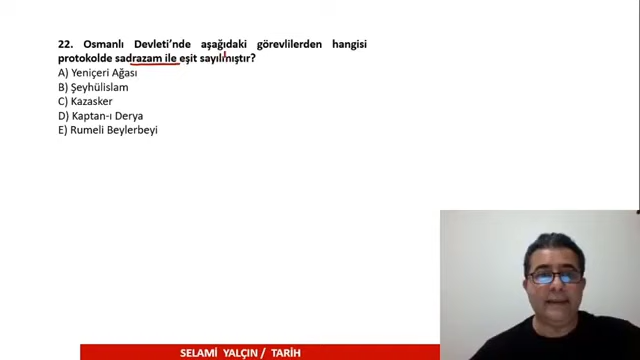 22. Osmanlı Devleti’nde aşağıdaki görevlilerden hangisi
protokolde sadrazam ile eşit sayılmıştır?
A) Yeniçeri Ağası
B) Şeyhülislam
C) Kazasker
D) Kaptan-ı Derya
E) Rumeli Beylerbeyi
SELAMİ YALÇIN / TARİH